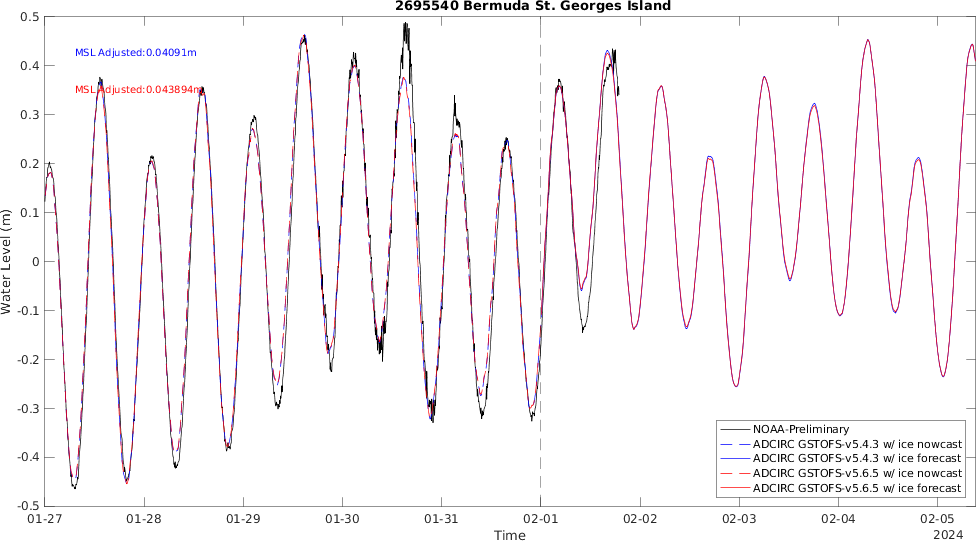 2695540 Bermuda St. Georges Island
MSL Adjusted:0.04091m
MSL Adjusted:0.043894m
Water Level (m)
0.5
0.4
0.3
0.2
0.1
0
-0.1
-0.2
-0.3
-0.4
-0.5
NOAA-Preliminary
ADCIRC GSTOFS-v5.4.3 w/ ice nowcast
ADCIRC GSTOFS-v5.4.3 w/ ice forecast
ADCIRC GSTOFS-v5.6.5 w/ ice nowcast
ADCIRC GSTOFS-v5.6.5 w/ ice forecast
01-27 01-28 01-29 01-30 01-31 02-01 02-02 02-03 02-04 02-05
Time
2024